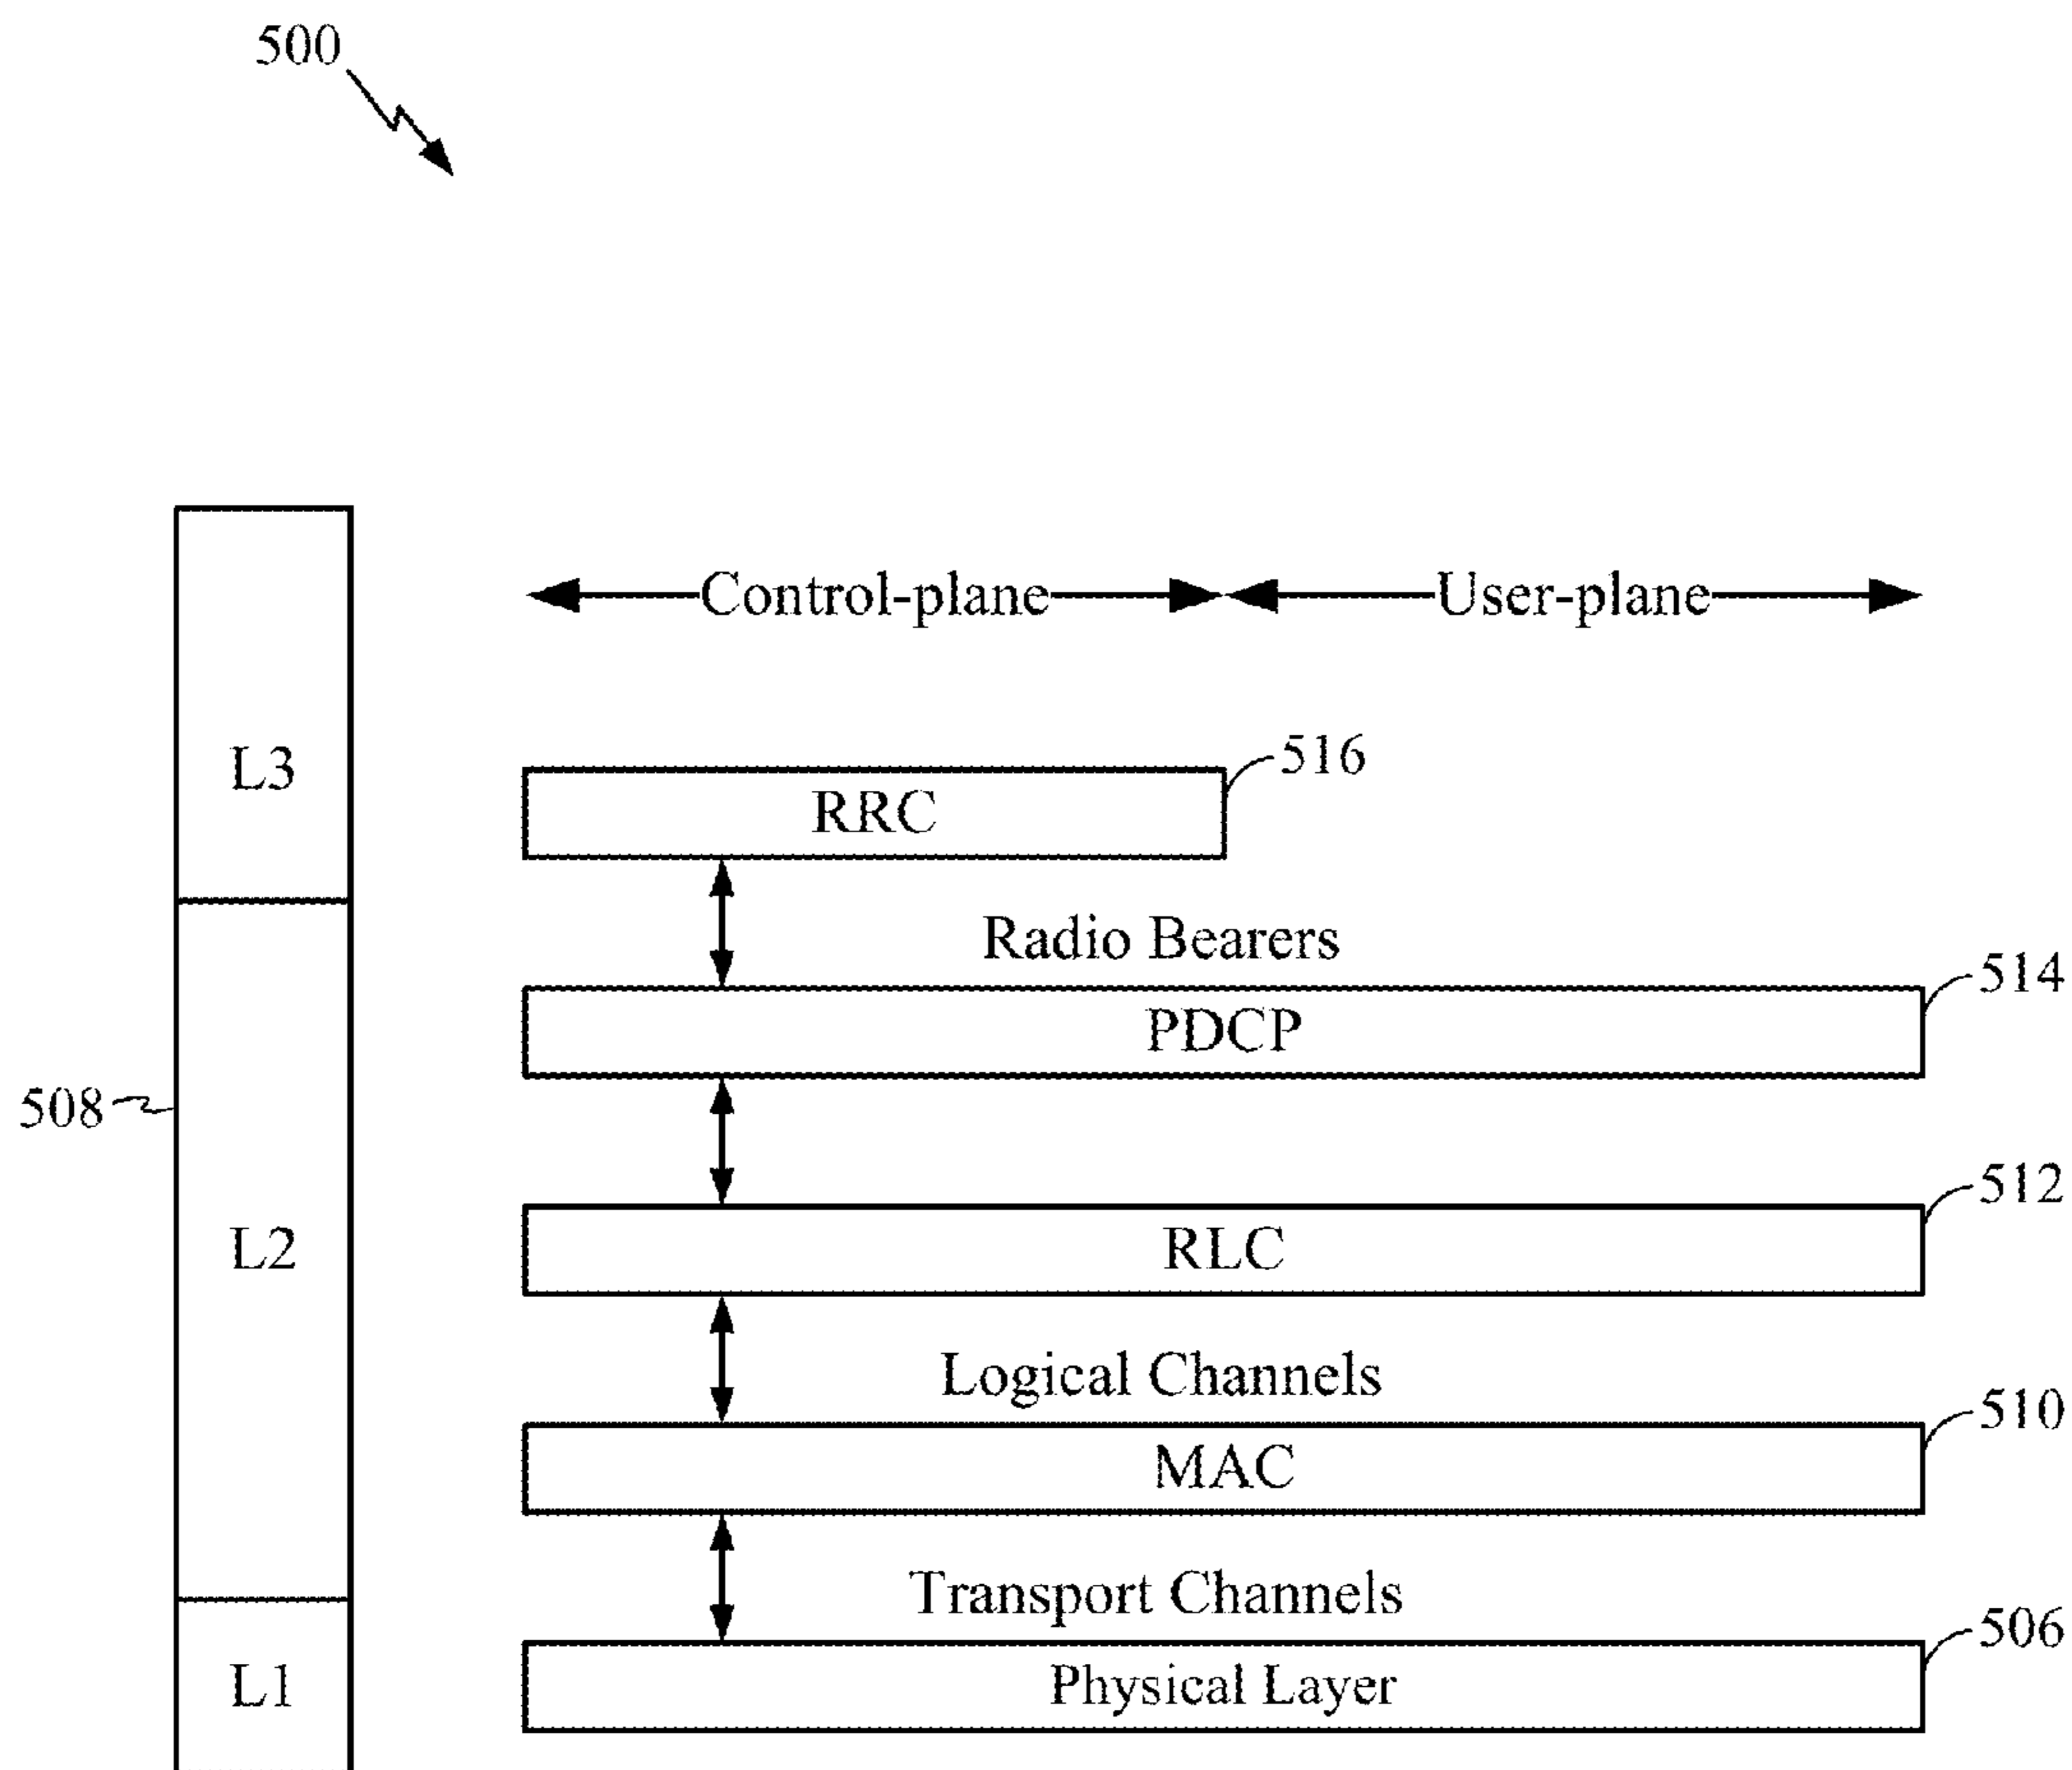 500
Control-plane
User-plane
L3
516
RRC
Radio Bearers
514
PDCP
508
512
L2
RLC
Logical Channels
510
MAC
Transport Channels
506
L1
Physical Layer